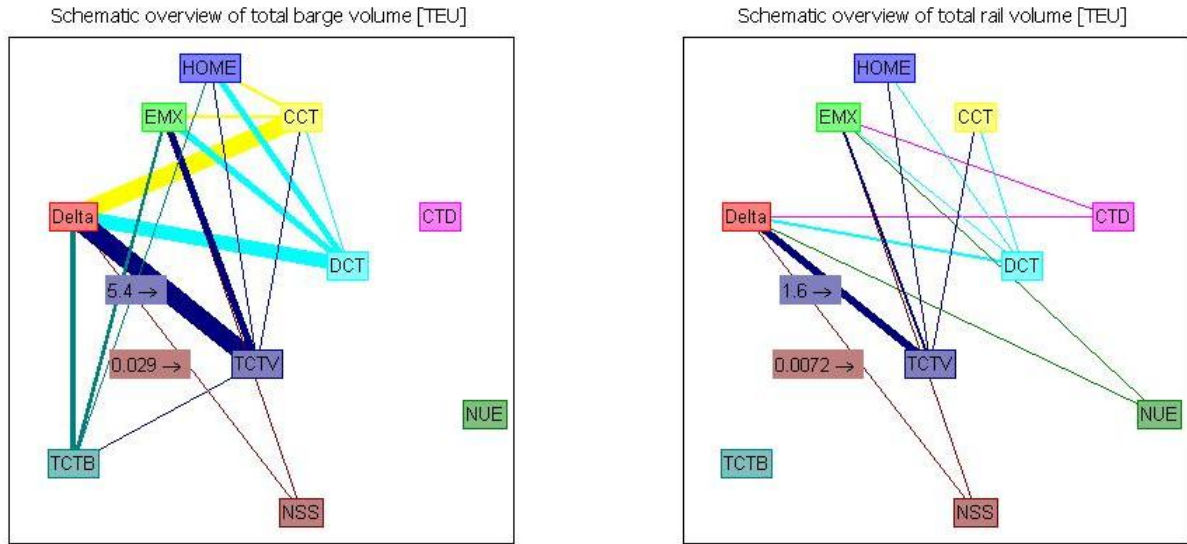 Schematic overview of total barge volume [TEU]
HOME
EMX
CCT
Delta
CTD
DCT
5.4 →
TCTV
0.029 →
NUE
TCTB
NSS
Schematic overview of total rail volume [TEU]
HOME
EMX
CCT
Delta
CTD
DCT
1.6 →
TCTV
0.0072 →
NUE
TCTB
NSS